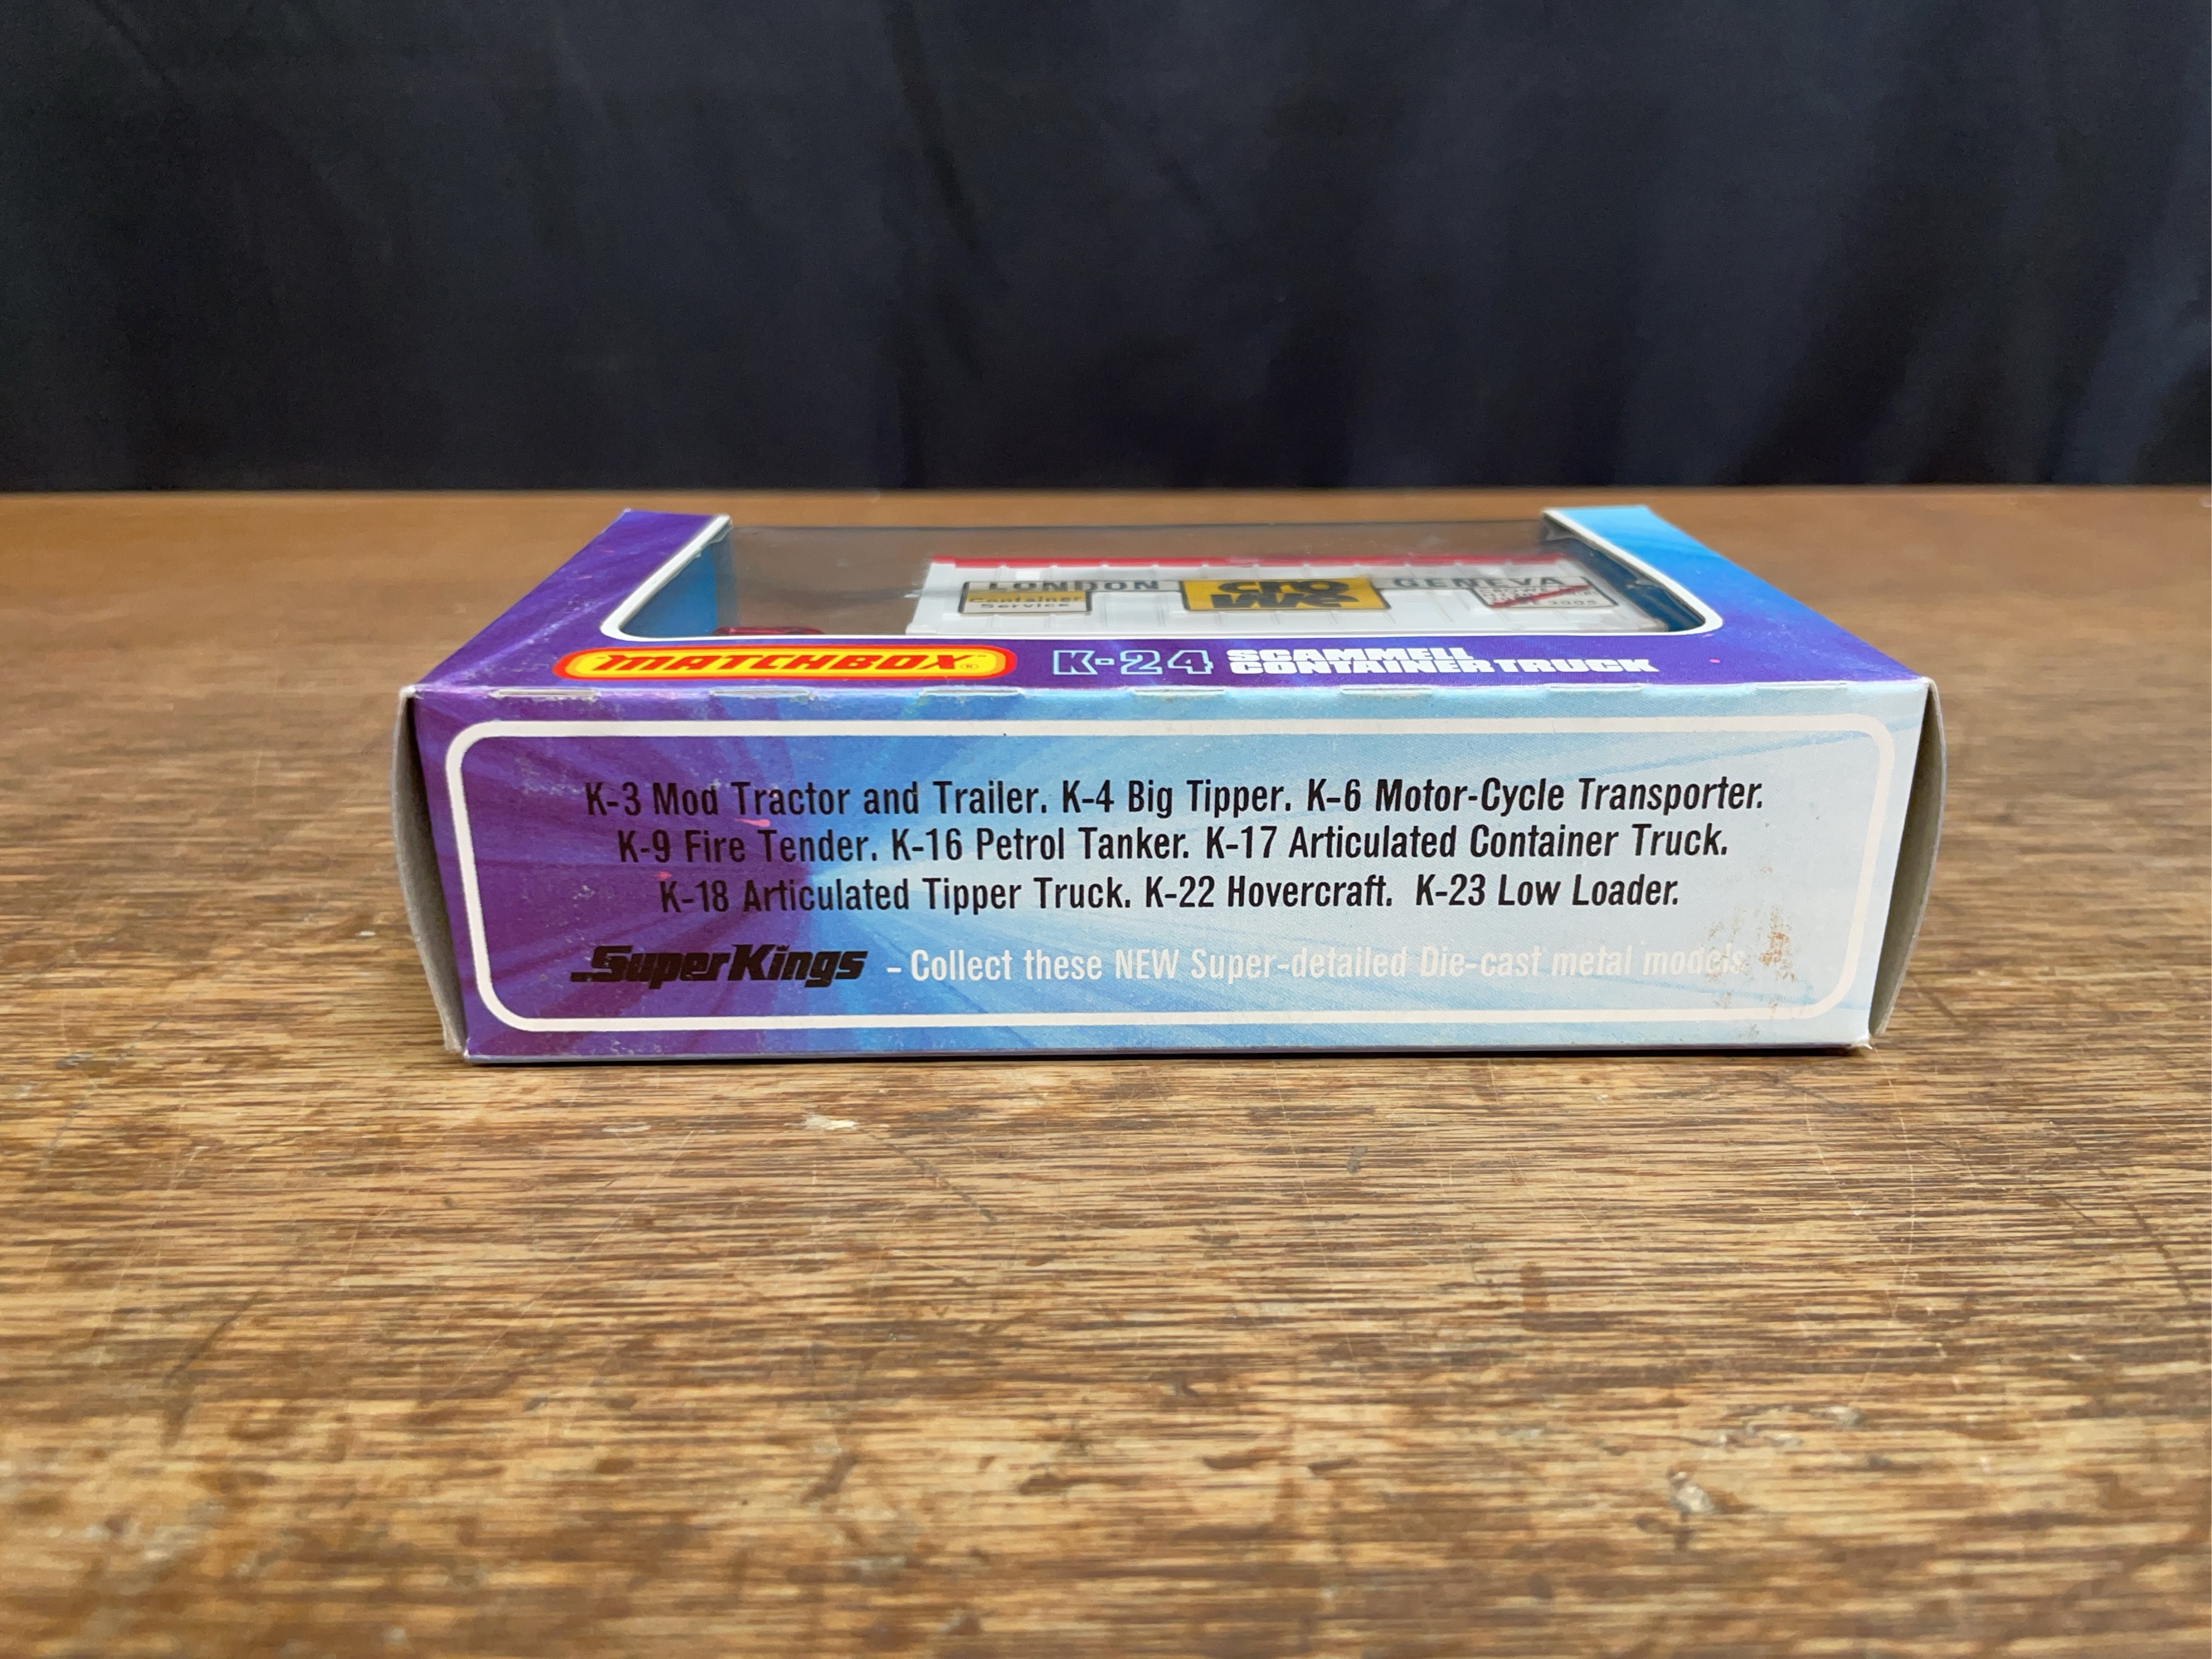 LONDON
Container
Service
CRO
WE
GENEVA
MATCHBOX®
K-24 SCAMMELL
CONTAINER TRUCK
K-3 Mod Tractor and Trailer. K-4 Big Tipper. K-6 Motor-Cycle Transporter.
K-9 Fire Tender. K-16 Petrol Tanker. K-17 Articulated Container Truck.
K-18 Articulated Tipper Truck. K-22 Hovercraft. K-23 Low Loader.
SuperKings – Collect these NEW Super-detailed Die-cast metal models